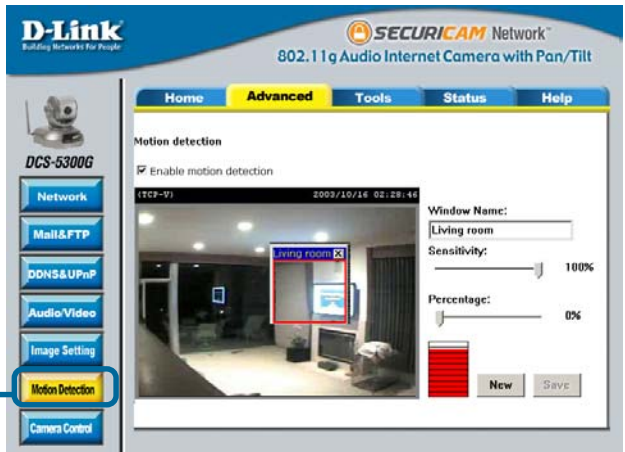 D-Link
Building Networks for People
SECURICAM Network™
802.11g Audio Internet Camera with Pan/Tilt
DCS-5300G
Home
Advanced
Tools
Status
Help
Network
Mail&FTP
DDNS&UPnP
Audio/Video
Image Setting
Motion Detection
Camera Control
Motion detection
Enable motion detection
(TCP-V) 2003/10/16 02:28:46
Living room
Window Name:
Living room
Sensitivity:
100%
Percentage:
0%
New
Save